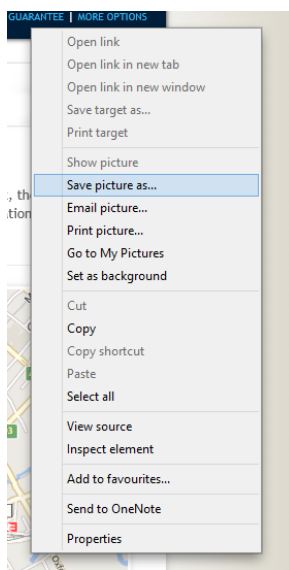 GUARANTEE | MORE OPTIONS
Open link
Open link in new tab
Open link in new window
Save target as...
Print target
Show picture
Save picture as...
Email picture...
Print picture...
Go to My Pictures
Set as background
Cut
Copy
Copy shortcut
Paste
Select all
View source
Inspect element
Add to favourites...
Send to OneNote
Properties